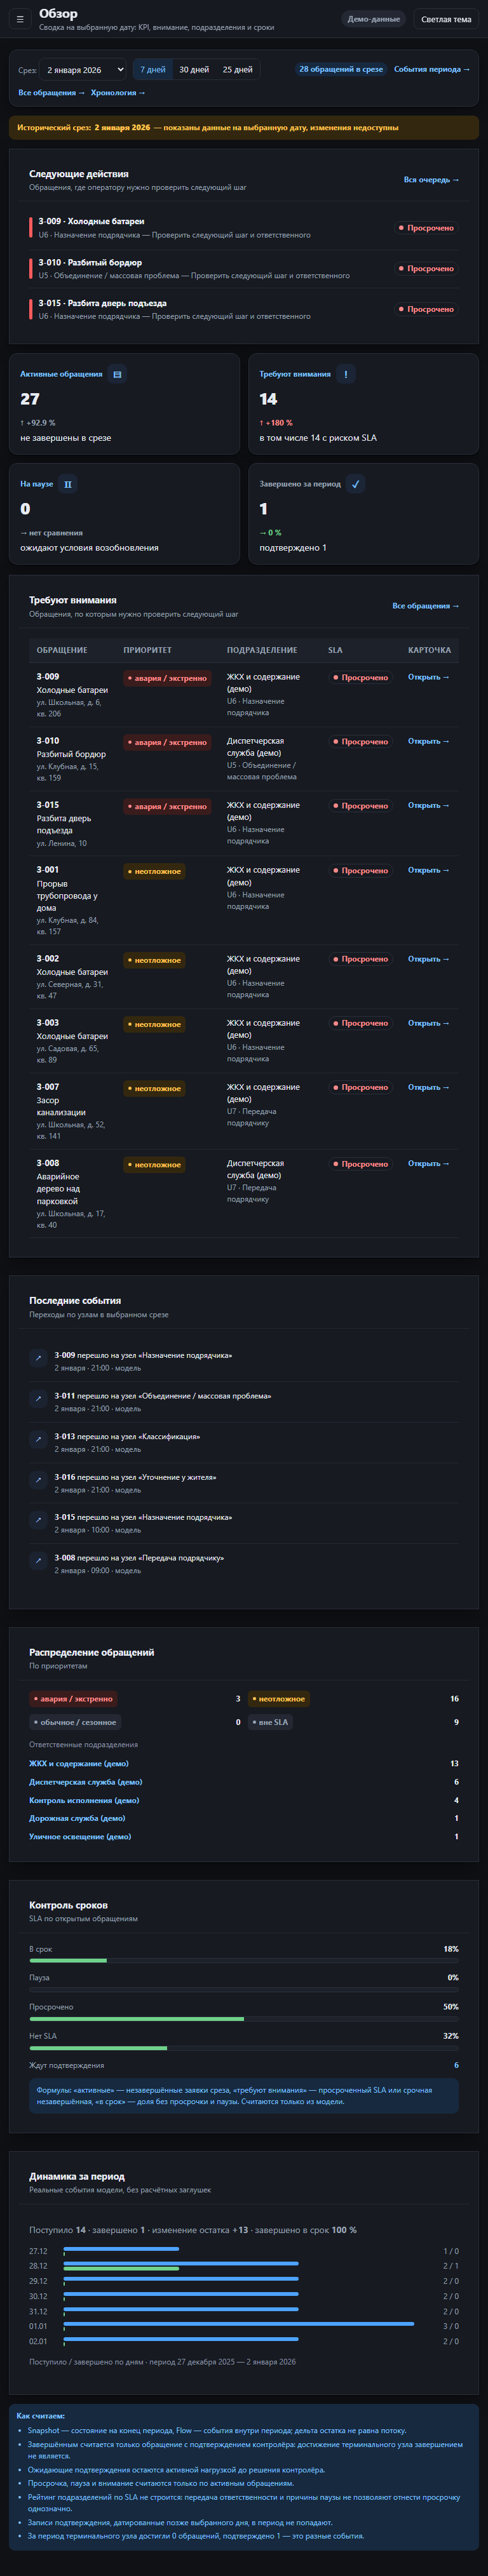 ☰ Обзор
Сводка на выбранную дату: KPI, внимание, подразделения и сроки
Демо-данные
Светлая тема
Срез: 2 января 2026
7 дней 30 дней 25 дней
28 обращений в срезе
События периода →
Все обращения → Хронология →
Исторический срез: 2 января 2026 — показаны данные на выбранную дату, изменения недоступны
Следующие действия
Обращения, где оператору нужно проверить следующий шаг
Вся очередь →
З-009 · Холодные батареи
U6 · Назначение подрядчика — Проверить следующий шаг и ответственного
Просрочено
З-010 · Разбитый бордюр
U5 · Объединение / массовая проблема — Проверить следующий шаг и ответственного
Просрочено
З-015 · Разбита дверь подъезда
U6 · Назначение подрядчика — Проверить следующий шаг и ответственного
Просрочено
Активные обращения
27
↑ +92.9 %
не завершены в срезе
Требуют внимания !
14
↑ +180 %
в том числе 14 с риском SLA
На паузе
0
→ нет сравнения
ожидают условия возобновления
Завершено за период ✓
1
→ 0 %
подтверждено 1
Требуют внимания
Обращения, по которым нужно проверить следующий шаг
Все обращения →
ОБРАЩЕНИЕ ПРИОРИТЕТ ПОДРАЗДЕЛЕНИЕ SLA КАРТОЧКА
З-009
Холодные батареи
ул. Школьная, д. 6,
кв. 206
авария / экстренно
ЖКХ и содержание
(демо)
U6 · Назначение
подрядчика
Просрочено
Открыть →
З-010
Разбитый бордюр
ул. Клубная, д. 15,
кв. 159
авария / экстренно
Диспетчерская
служба (демо)
U5 · Объединение /
массовая проблема
Просрочено
Открыть →
З-015
Разбита дверь
подъезда
ул. Ленина, 10
авария / экстренно
ЖКХ и содержание
(демо)
U6 · Назначение
подрядчика
Просрочено
Открыть →
З-001
Прорыв
трубопровода у
дома
ул. Клубная, д. 84,
кв. 157
неотложное
ЖКХ и содержание
(демо)
U6 · Назначение
подрядчика
Просрочено
Открыть →
З-002
Холодные батареи
ул. Северная, д. 31,
кв. 47
неотложное
ЖКХ и содержание
(демо)
U6 · Назначение
подрядчика
Просрочено
Открыть →
З-003
Холодные батареи
ул. Садовая, д. 65,
кв. 89
неотложное
ЖКХ и содержание
(демо)
U6 · Назначение
подрядчика
Просрочено
Открыть →
З-007
Засор
канализации
ул. Школьная, д. 52,
кв. 141
неотложное
ЖКХ и содержание
(демо)
U7 · Передача
подрядчику
Просрочено
Открыть →
З-008
Аварийное
дерево над
парковкой
ул. Школьная, д. 17,
кв. 40
неотложное
Диспетчерская
служба (демо)
U7 · Передача
подрядчику
Просрочено
Открыть →
Последние события
Переходы по узлам в выбранном срезе
З-009 перешло на узел «Назначение подрядчика»
2 января · 21:00 · модель
З-011 перешло на узел «Объединение / массовая проблема»
2 января · 21:00 · модель
З-013 перешло на узел «Классификация»
2 января · 21:00 · модель
З-016 перешло на узел «Уточнение у жителя»
2 января · 21:00 · модель
З-015 перешло на узел «Назначение подрядчика»
2 января · 10:00 · модель
З-008 перешло на узел «Передача подрядчику»
2 января · 09:00 · модель
Распределение обращений
По приоритетам
авария / экстренно 3
неотложное 16
обычное / сезонное 0
вне SLA 9
Ответственные подразделения
ЖКХ и содержание (демо) 13
Диспетчерская служба (демо) 6
Контроль исполнения (демо) 4
Дорожная служба (демо) 1
Уличное освещение (демо) 1
Контроль сроков
SLA по открытым обращениям
В срок 18%
Пауза 0%
Просрочено 50%
Нет SLA 32%
Ждут подтверждения 6
Формулы: «активные» — незавершённые заявки среза, «требуют внимания» — просроченный SLA или срочная
незавершённая, «в срок» — доля без просрочки и паузы. Считаются только из модели.
Динамика за период
Реальные события модели, без расчётных заглушек
Поступило 14 · завершено 1 · изменение остатка +13 · завершено в срок 100 %
27.12 1 / 0
28.12 2 / 1
29.12 2 / 0
30.12 2 / 0
31.12 2 / 0
01.01 3 / 0
02.01 2 / 0
Поступило / завершено по дням · период 27 декабря 2025 — 2 января 2026
Как считаем:
• Snapshot — состояние на конец периода, Flow — события внутри периода; дельта остатка не равна потоку.
• Завершённым считается только обращение с подтверждением контролёра: достижение терминального узла завершением
не является.
• Ожидающие подтверждения остаются активной нагрузкой до решения контролёра.
• Просрочка, пауза и внимание считаются только по активным обращениям.
• Рейтинг подразделений по SLA не строится: передача ответственности и причины паузы не позволяют отнести просрочку
однозначно.
• Записи подтверждения, датированные позже выбранного дня, в период не попадают.
• За период терминального узла достигли 0 обращений, подтверждено 1 — это разные события.